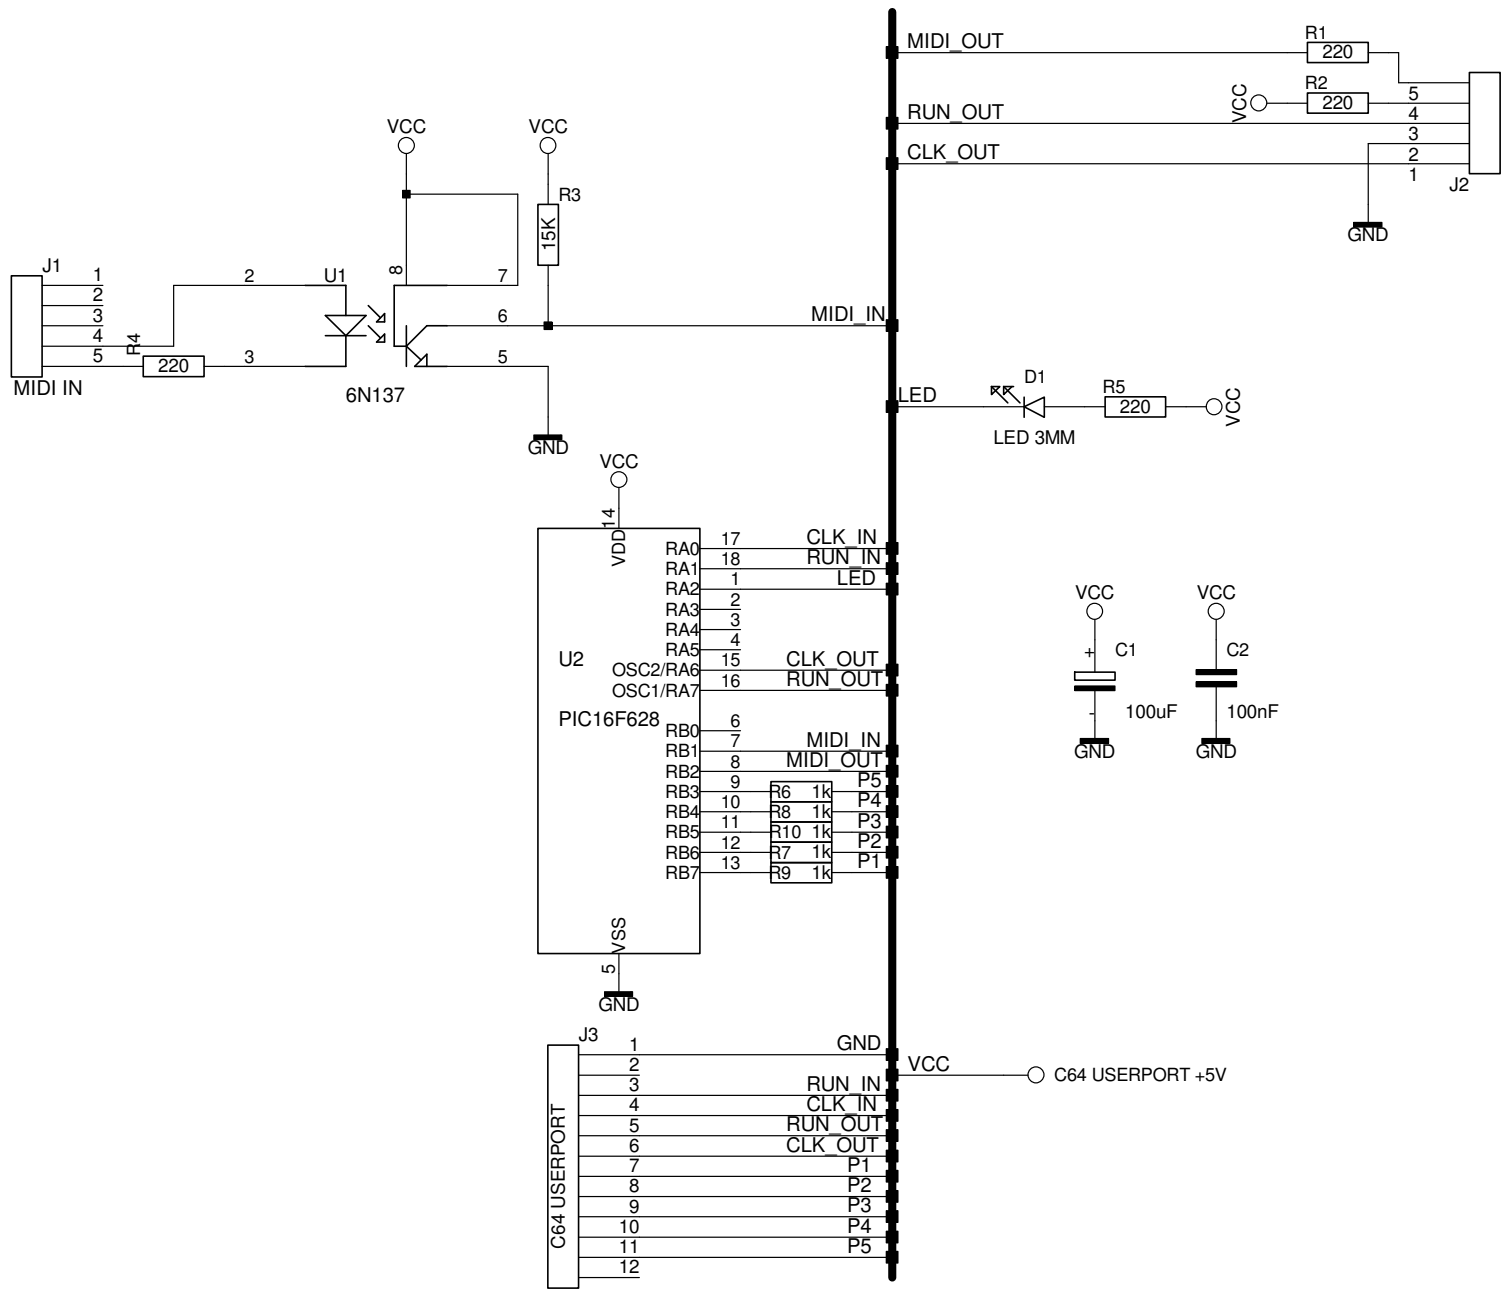 MIDI_OUT
R1
220
R2
VCC
220
5
RUN_OUT
4
3
CLK_OUT
2
1
J2
GND
VCC
VCC
R3
15K
J1
1
2
3
4
5
MIDI IN
R4
220
2
3
U1
8
7
6
5
6N137
MIDI_IN
GND
LED
D1
R5
220
VCC
LED 3MM
VCC
14
VDD
U2
PIC16F628
RA0 17 CLK_IN
RA1 18 RUN_IN
RA2 1 LED
RA3 2
RA4 3
RA5 4
OSC2/RA6 15 CLK_OUT
OSC1/RA7 16 RUN_OUT
RB0 6
RB1 7 MIDI_IN
RB2 8 MIDI_OUT
RB3 9 R6 1k P5
RB4 10 R8 1k P4
RB5 11 R10 1k P3
RB6 12 R7 1k P2
RB7 13 R9 1k P1
VSS
5
GND
VCC
+
C1
-
100uF
GND
VCC
C2
100nF
GND
J3
C64 USERPORT
1 GND
2
3 RUN_IN
4 CLK_IN
5 RUN_OUT
6 CLK_OUT
7 P1
8 P2
9 P3
10 P4
11 P5
12
VCC
C64 USERPORT +5V